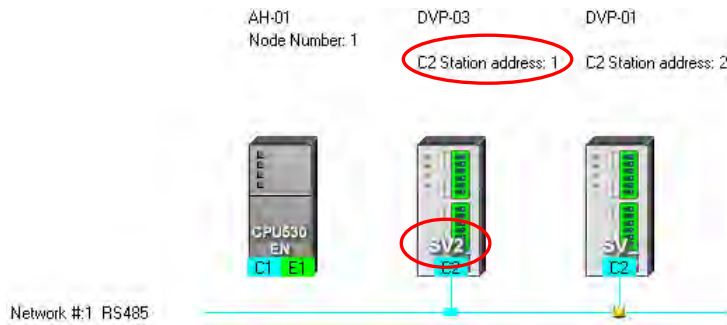 AH-01
Node Number: 1
DVP-03
C2 Station address: 1
DVP-01
C2 Station address: 2
CPU530
EN
C1 E1
SV2
C2
SV_
C2
Network #:1 RS485